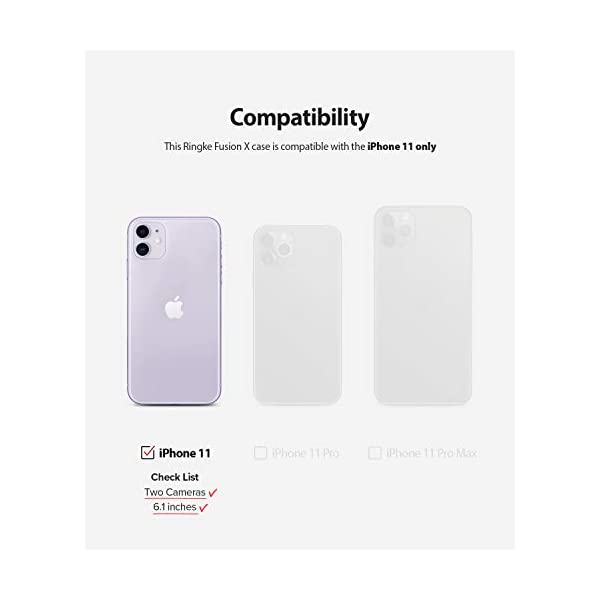 Compatibility
This Ringke Fusion X case is compatible with the iPhone 11 only
iPhone 11
iPhone 11 Pro
iPhone 11 Pro Max
Check List
Two Cameras
6.1 inches